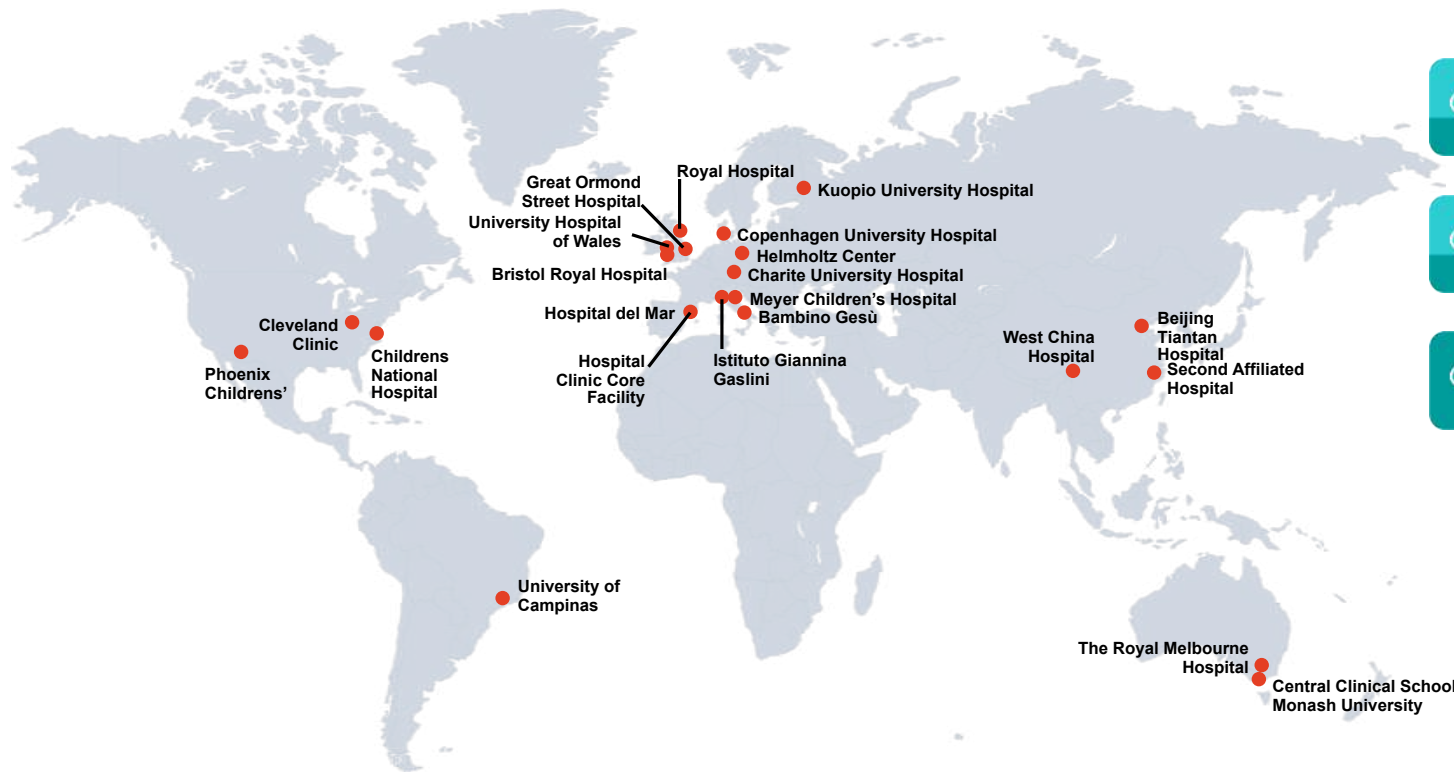 Royal Hospital
Great Ormond
Street Hospital
Kuopio University Hospital
University Hospital
of Wales
Copenhagen University Hospital
Helmholtz Center
Bristol Royal Hospital
Charite University Hospital
Meyer Children's Hospital
Hospital del Mar
Bambino Gesù
Cleveland
Clinic
Childrens
National
Hospital
Phoenix
Childrens’
Hospital
Clinic Core
Facility
Istituto Giannina
Gaslini
West China
Hospital
Beijing
Tiantan
Hospital
Second Affiliated
Hospital
University of
Campinas
The Royal Melbourne
Hospital
Central Clinical School
Monash University